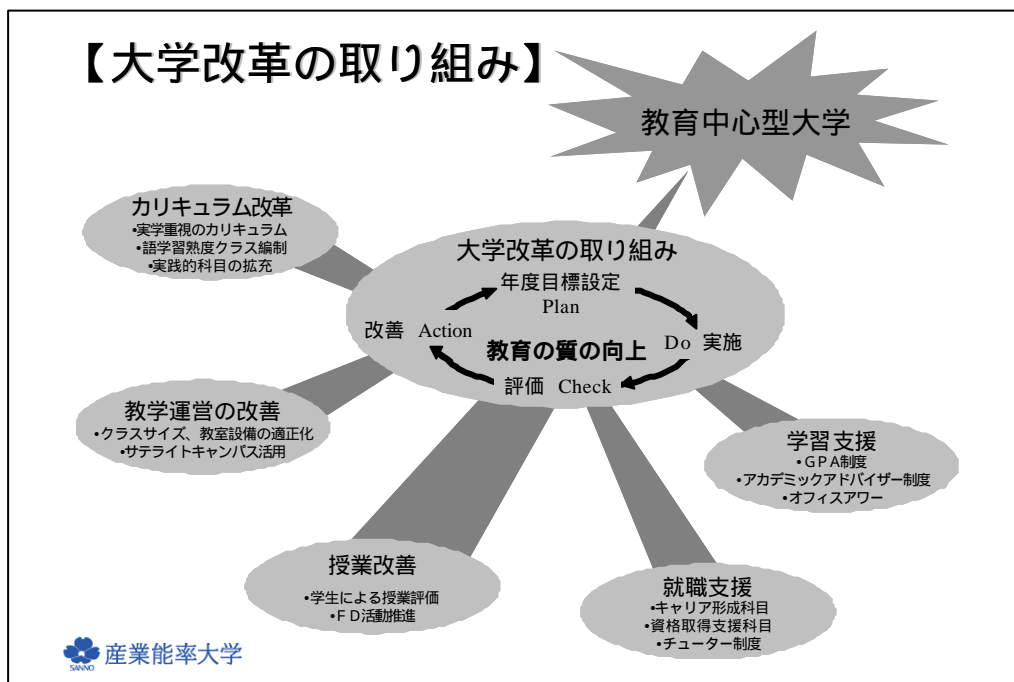 【大学改革の取り組み】
教育中心型大学
カリキュラム改革
•実学重視のカリキュラム
•語学習熟度クラス編制
•実践的科目の拡充
大学改革の取り組み
年度目標設定
Plan
改善 Action
Do 実施
教育の質の向上
評価 Check
教学運営の改善
•クラスサイズ、教室設備の適正化
•サテライトキャンパス活用
学習支援
•GPA制度
•アカデミックアドバイザー制度
•オフィスアワー
授業改善
•学生による授業評価
•FD活動推進
就職支援
•キャリア形成科目
•資格取得支援科目
•チューター制度
SANNO
産業能率大学